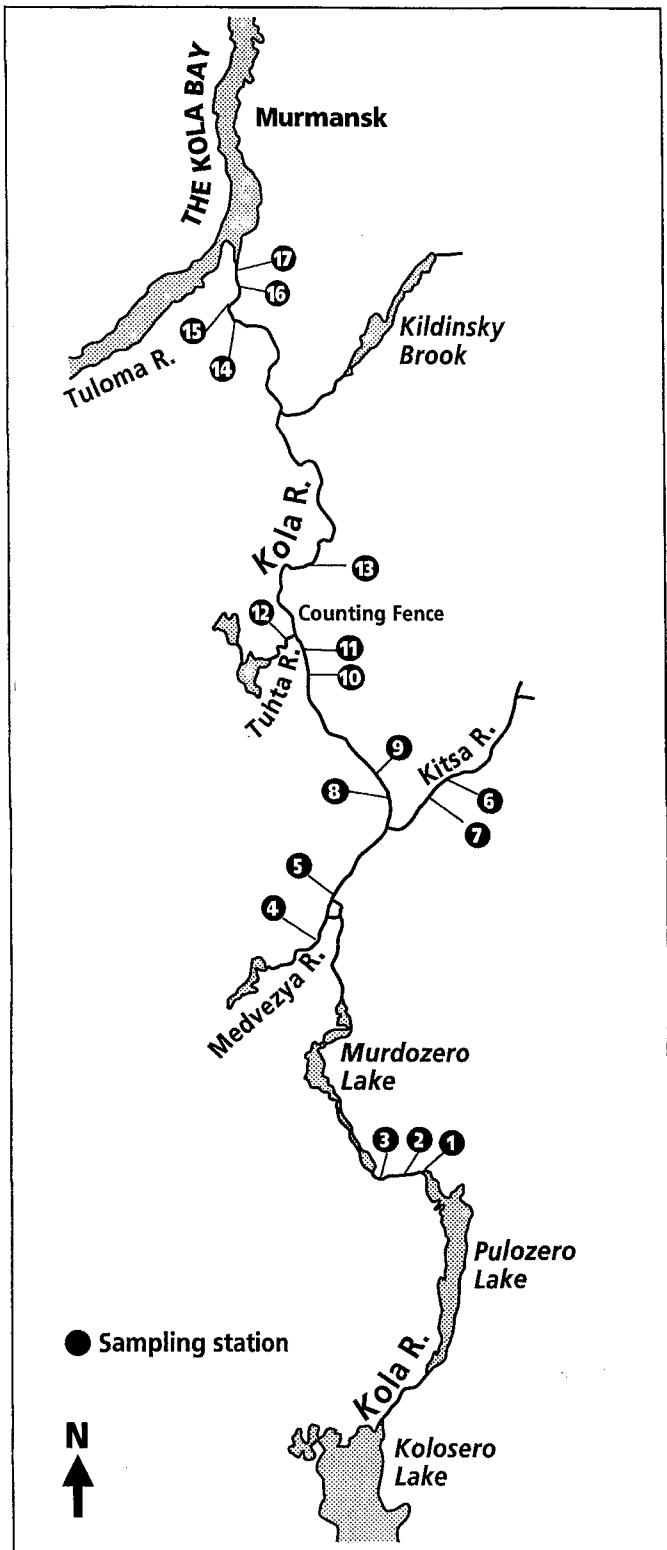 THE KOLA BAY
Murmansk
17
16
15
14
Kildinsky
Brook
Tuloma R.
Kola R.
13
12
Counting Fence
11
10
Tuhta R.
9
Kitsa R.
8
6
7
5
4
Medvezya R.
Murdozero
Lake
3
2
1
Pulozero
Lake
Sampling station
Kola R.
N
Kolosero
Lake